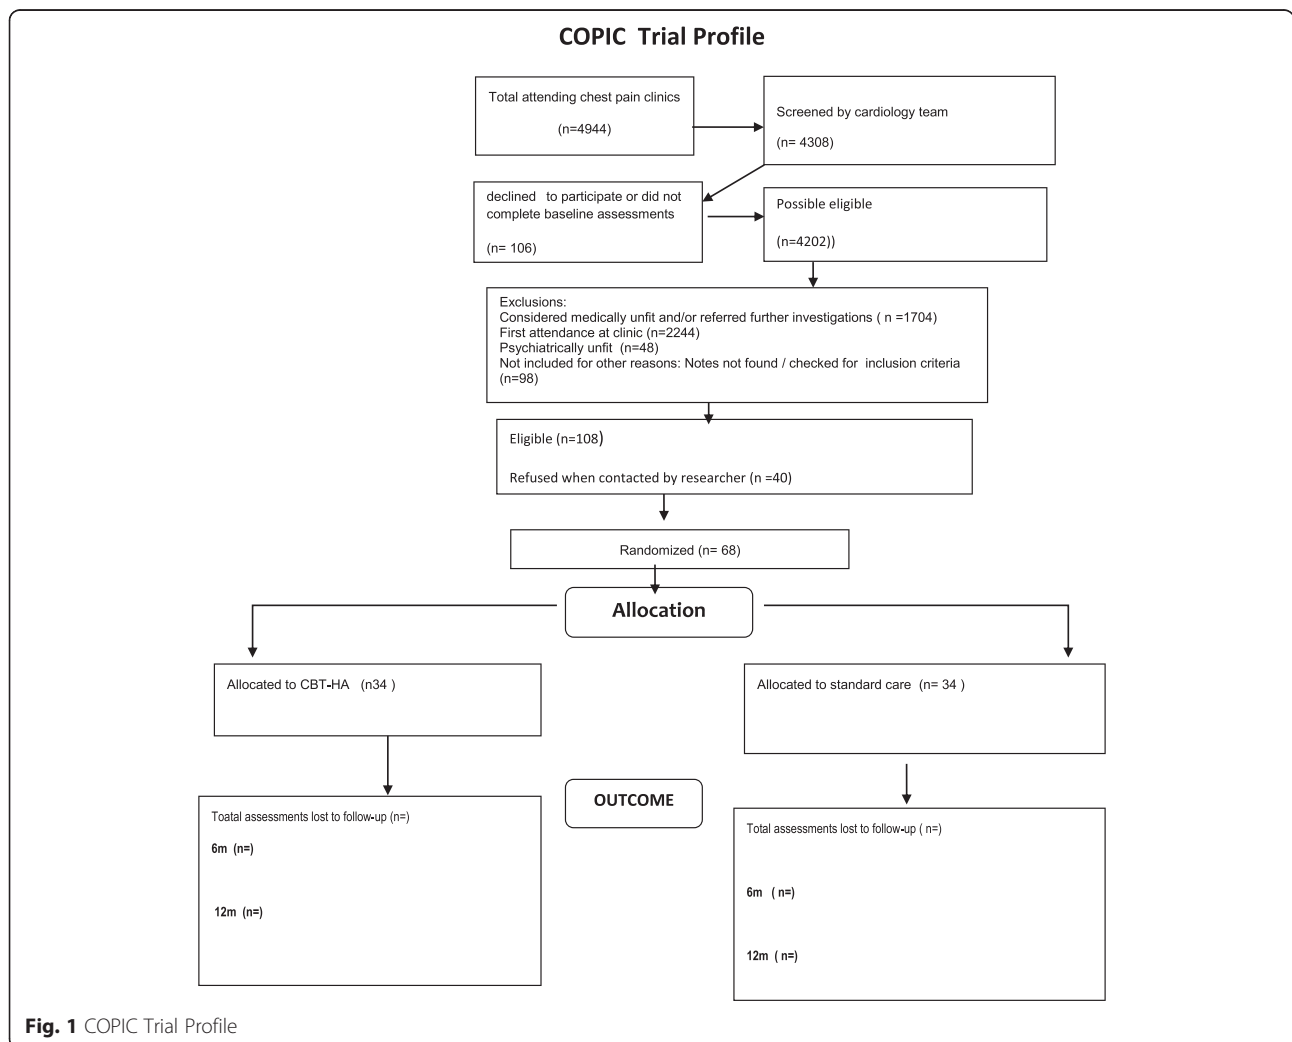 COPIC Trial Profile
Total attending chest pain clinics
(n=4944)
Screened by cardiology team
(n= 4308)
declined to participate or did not
complete baseline assessments
(n= 106)
Possible eligible
(n=4202))
Exclusions:
Considered medically unfit and/or referred further investigations ( n =1704)
First attendance at clinic (n=2244)
Psychiatrically unfit (n=48)
Not included for other reasons: Notes not found / checked for inclusion criteria
(n=98)
Eligible (n=108)
Refused when contacted by researcher (n =40)
Randomized (n= 68)
Allocation
Allocated to CBT-HA (n34 )
Allocated to standard care (n= 34 )
OUTCOME
Toatal assessments lost to follow-up (n=)
6m (n=)
12m (n=)
Total assessments lost to follow-up ( n=)
6m ( n=)
12m ( n=)
Fig. 1 COPIC Trial Profile